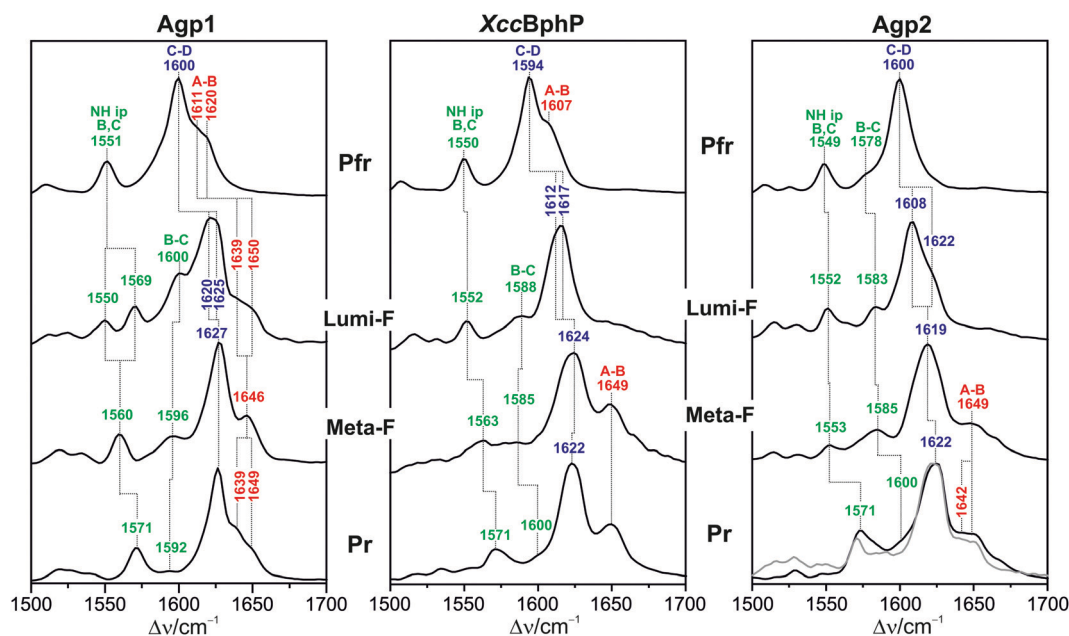 Agp1
C-D
1600
A-B
1611
1620
NH ip
B,C
1551
B-C
1600
1639
1650
1550
1569
1620
1625
1627
1560
1596
1646
1571
1592
1639
1649
1500 1550 1600 1650 1700
Δν/cm⁻¹
Pfr
Lumi-F
Meta-F
Pr
XccBphP
C-D
1594
A-B
1607
NH ip
B,C
1550
1612
1617
B-C
1588
1552
1624
A-B
1649
1585
1563
1622
1600
1571
1500 1550 1600 1650 1700
Δν/cm⁻¹
Pfr
Lumi-F
Meta-F
Pr
Agp2
C-D
1600
NH ip
B,C
1549
B-C
1578
1608
1622
1552
1583
1619
A-B
1649
1553
1585
1622
1600
1571
1642
1500 1550 1600 1650 1700
Δν/cm⁻¹